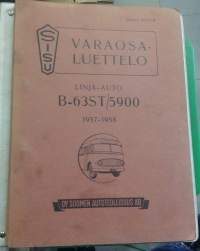 SISU
VARAOSA-
LUETTELO
LINJA-AUTO
B-63ST/5900
1957-1958
OY SUOMEN AUTOTEOLLISUUS AB